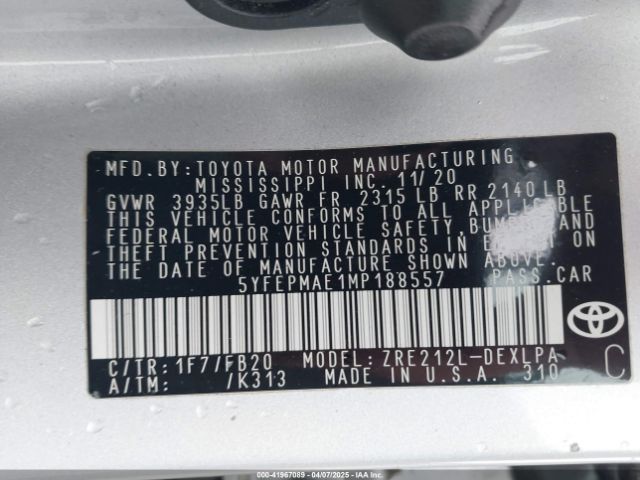 MFD.BY:TOYOTA MOTOR MANUFACTURING
MISSISSIPPI INC. 11/20
GVWR 3935LB GAWR FR 2315 LB RR 2140 LB
THIS VEHICLE CONFORMS TO ALL APPLICABLE
FEDERAL MOTOR VEHICLE SAFETY, BUMPER, AND
THEFT PREVENTION STANDARDS IN EFFECT ON
THE DATE OF MANUFACTURE SHOWN ABOVE.
5YFEPMAE1MP188557 PASS.CAR
C/TR: 1F7/FB20 MODEL: ZRE212L-DEXLPA
A/TM: /K313 MADE IN U.S.A. 310
TOYOTA
C
000-41967089 04/07/2025 IAA, Inc. Copyright